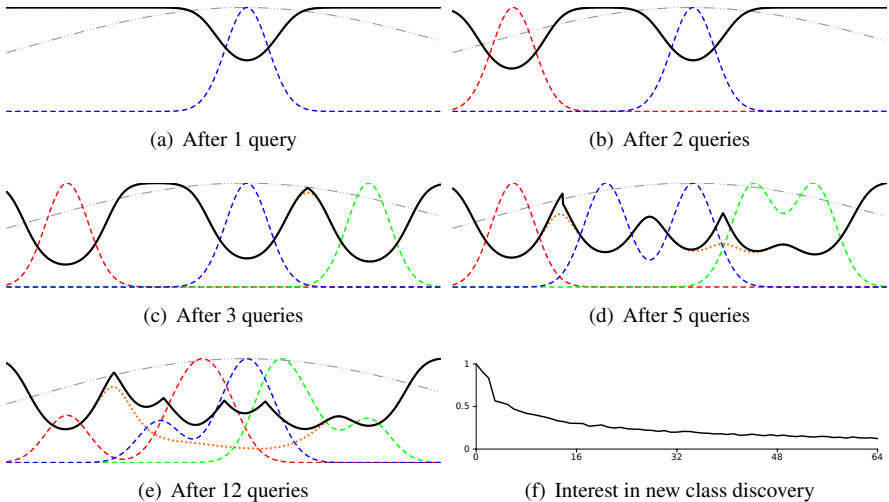 (a) After 1 query
(b) After 2 queries
(c) After 3 queries
(d) After 5 queries
1
0.5
0
0 16 32 48 64
(e) After 12 queries
(f) Interest in new class discovery